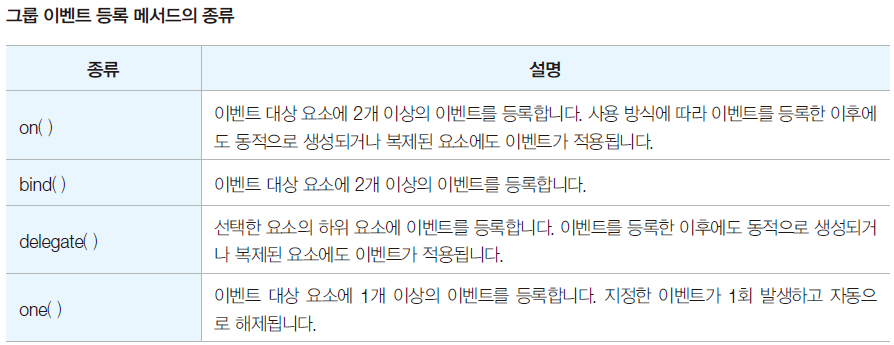 그룹 이벤트 등록 메서드의 종류
종류 설명
on( )
이벤트 대상 요소에 2개 이상의 이벤트를 등록합니다. 사용 방식에 따라 이벤트를 등록한 이후에
도 동적으로 생성되거나 복제된 요소에도 이벤트가 적용됩니다.
bind( )
이벤트 대상 요소에 2개 이상의 이벤트를 등록합니다.
delegate( )
선택한 요소의 하위 요소에 이벤트를 등록합니다. 이벤트를 등록한 이후에도 동적으로 생성되거
나 복제된 요소에도 이벤트가 적용됩니다.
one( )
이벤트 대상 요소에 1개 이상의 이벤트를 등록합니다. 지정한 이벤트가 1회 발생하고 자동으
로 해제됩니다.